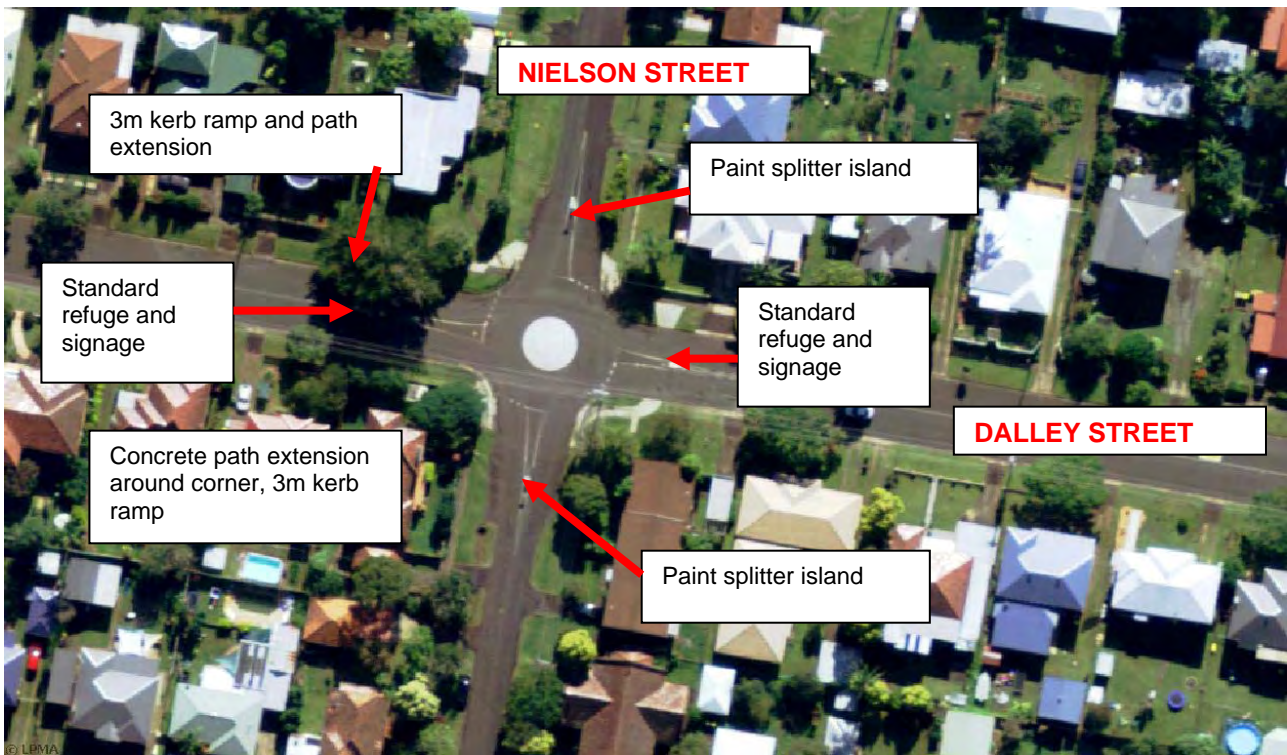 NIELSON STREET
3m kerb ramp and path
extension
Paint splitter island
Standard
refuge and
signage
Standard
refuge and
signage
DALLEY STREET
Concrete path extension
around corner, 3m kerb
ramp
Paint splitter island
© LPMA